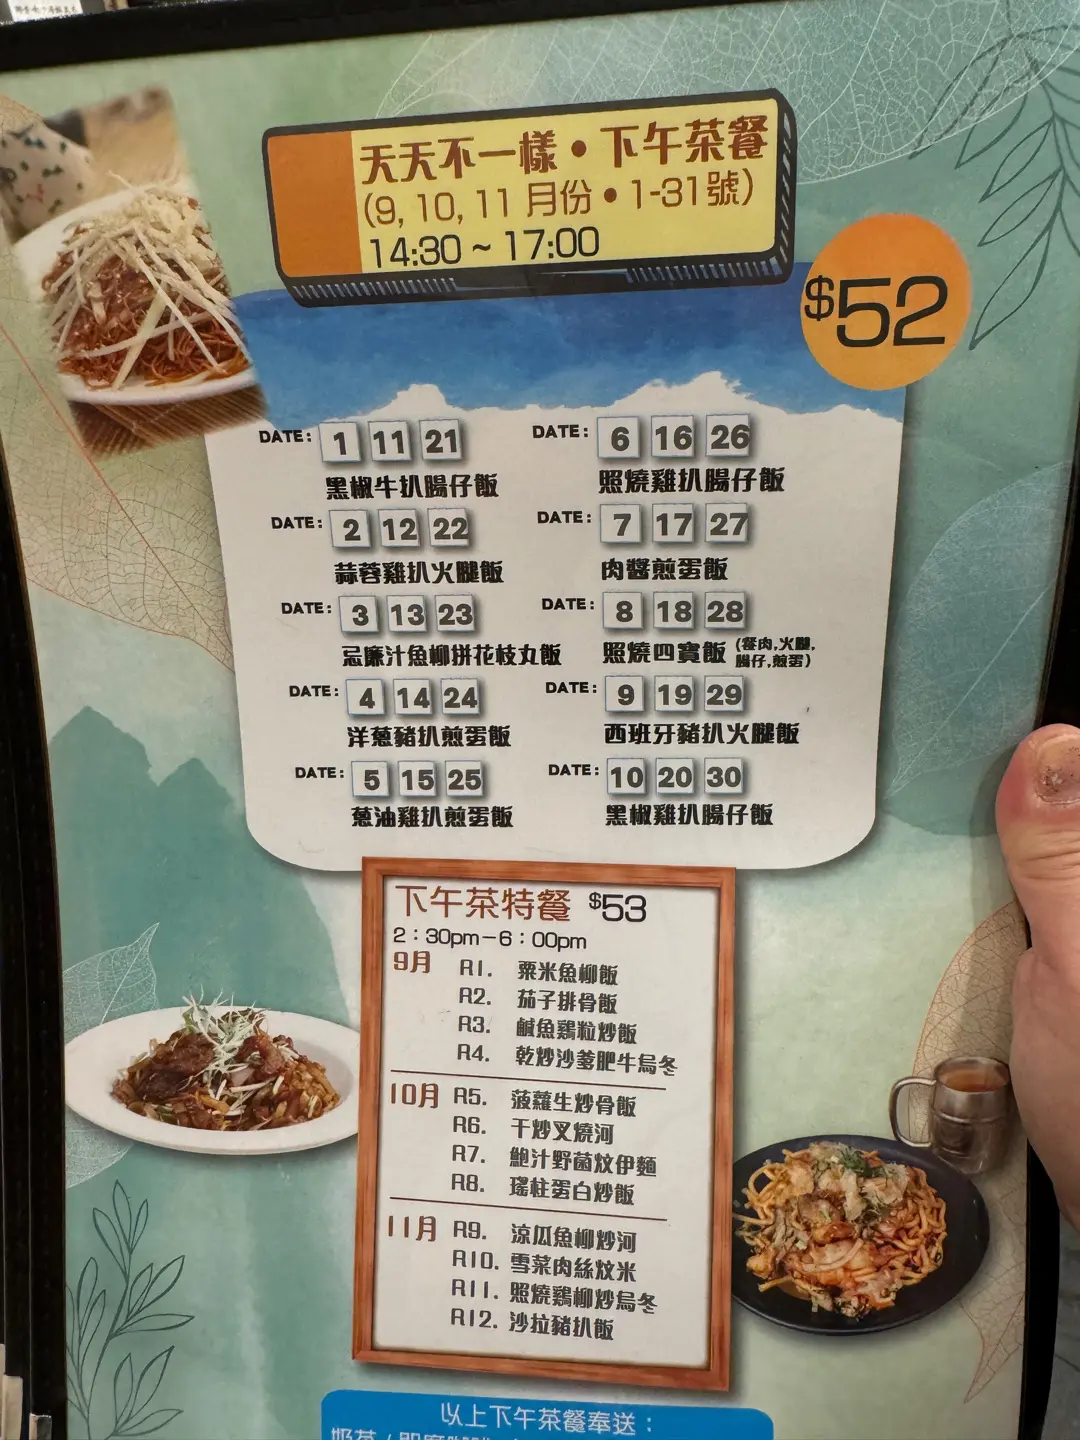 天天不一樣•下午茶餐
(9, 10, 11 月份 • 1-31號)
14:30 ~ 17:00
$52
DATE: 1 11 21
黑椒牛扒腸仔飯
DATE: 2 12 22
蒜蓉雞扒火腿飯
DATE: 3 13 23
忌廉汁魚柳拼花枝丸飯
DATE: 4 14 24
洋蔥豬扒煎蛋飯
DATE: 5 15 25
蔥油雞扒煎蛋飯
DATE: 6 16 26
照燒雞扒腸仔飯
DATE: 7 17 27
肉醬煎蛋飯
DATE: 8 18 28
照燒四寶飯 (餐肉,火腿,
腸仔,煎蛋)
DATE: 9 19 29
西班牙豬扒火腿飯
DATE: 10 20 30
黑椒雞扒腸仔飯
下午茶特餐 $53
2:30pm-6:00pm
9月 R1. 粟米魚柳飯
R2. 茄子排骨飯
R3. 鹹魚鷄粒炒飯
R4. 乾炒沙爹肥牛烏冬
10月 R5. 菠蘿生炒骨飯
R6. 干炒叉燒河
R7. 鮑汁野菌炆伊麵
R8. 瑤柱蛋白炒飯
11月 R9. 涼瓜魚柳炒河
R10. 雪菜肉絲炆米
R11. 照燒鷄柳炒烏冬
R12. 沙拉豬扒飯
以上下午茶餐奉送:
奶茶/